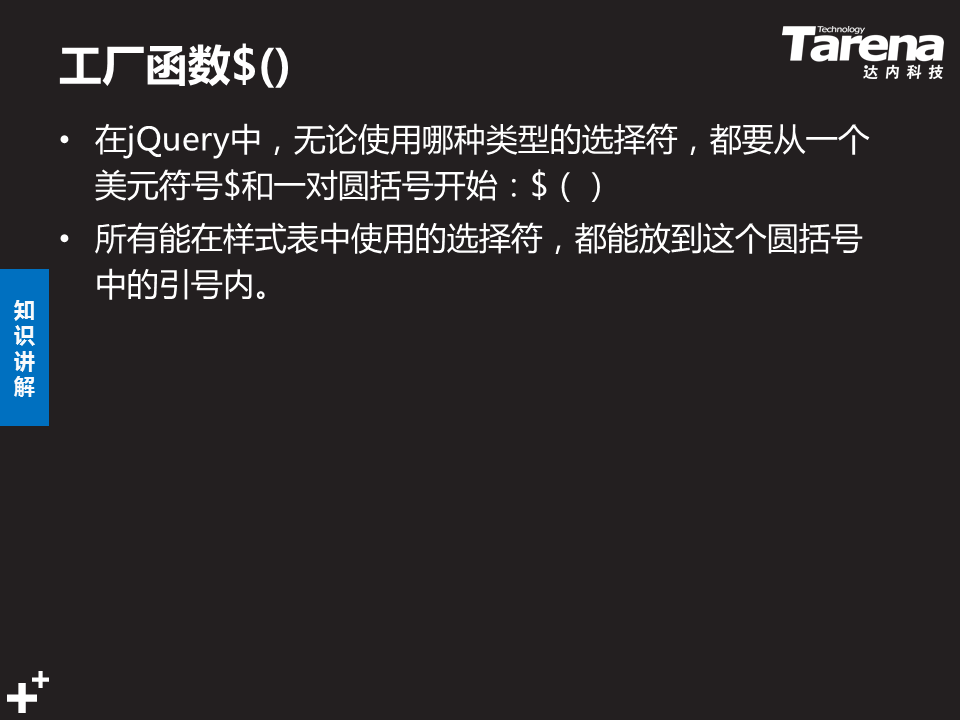 工厂函数$()
Technology
Tarena
达内科技
• 在jQuery中，无论使用哪种类型的选择符，都要从一个
美元符号$和一对圆括号开始：$（）
• 所有能在样式表中使用的选择符，都能放到这个圆括号
中的引号内。
知
识
讲
解